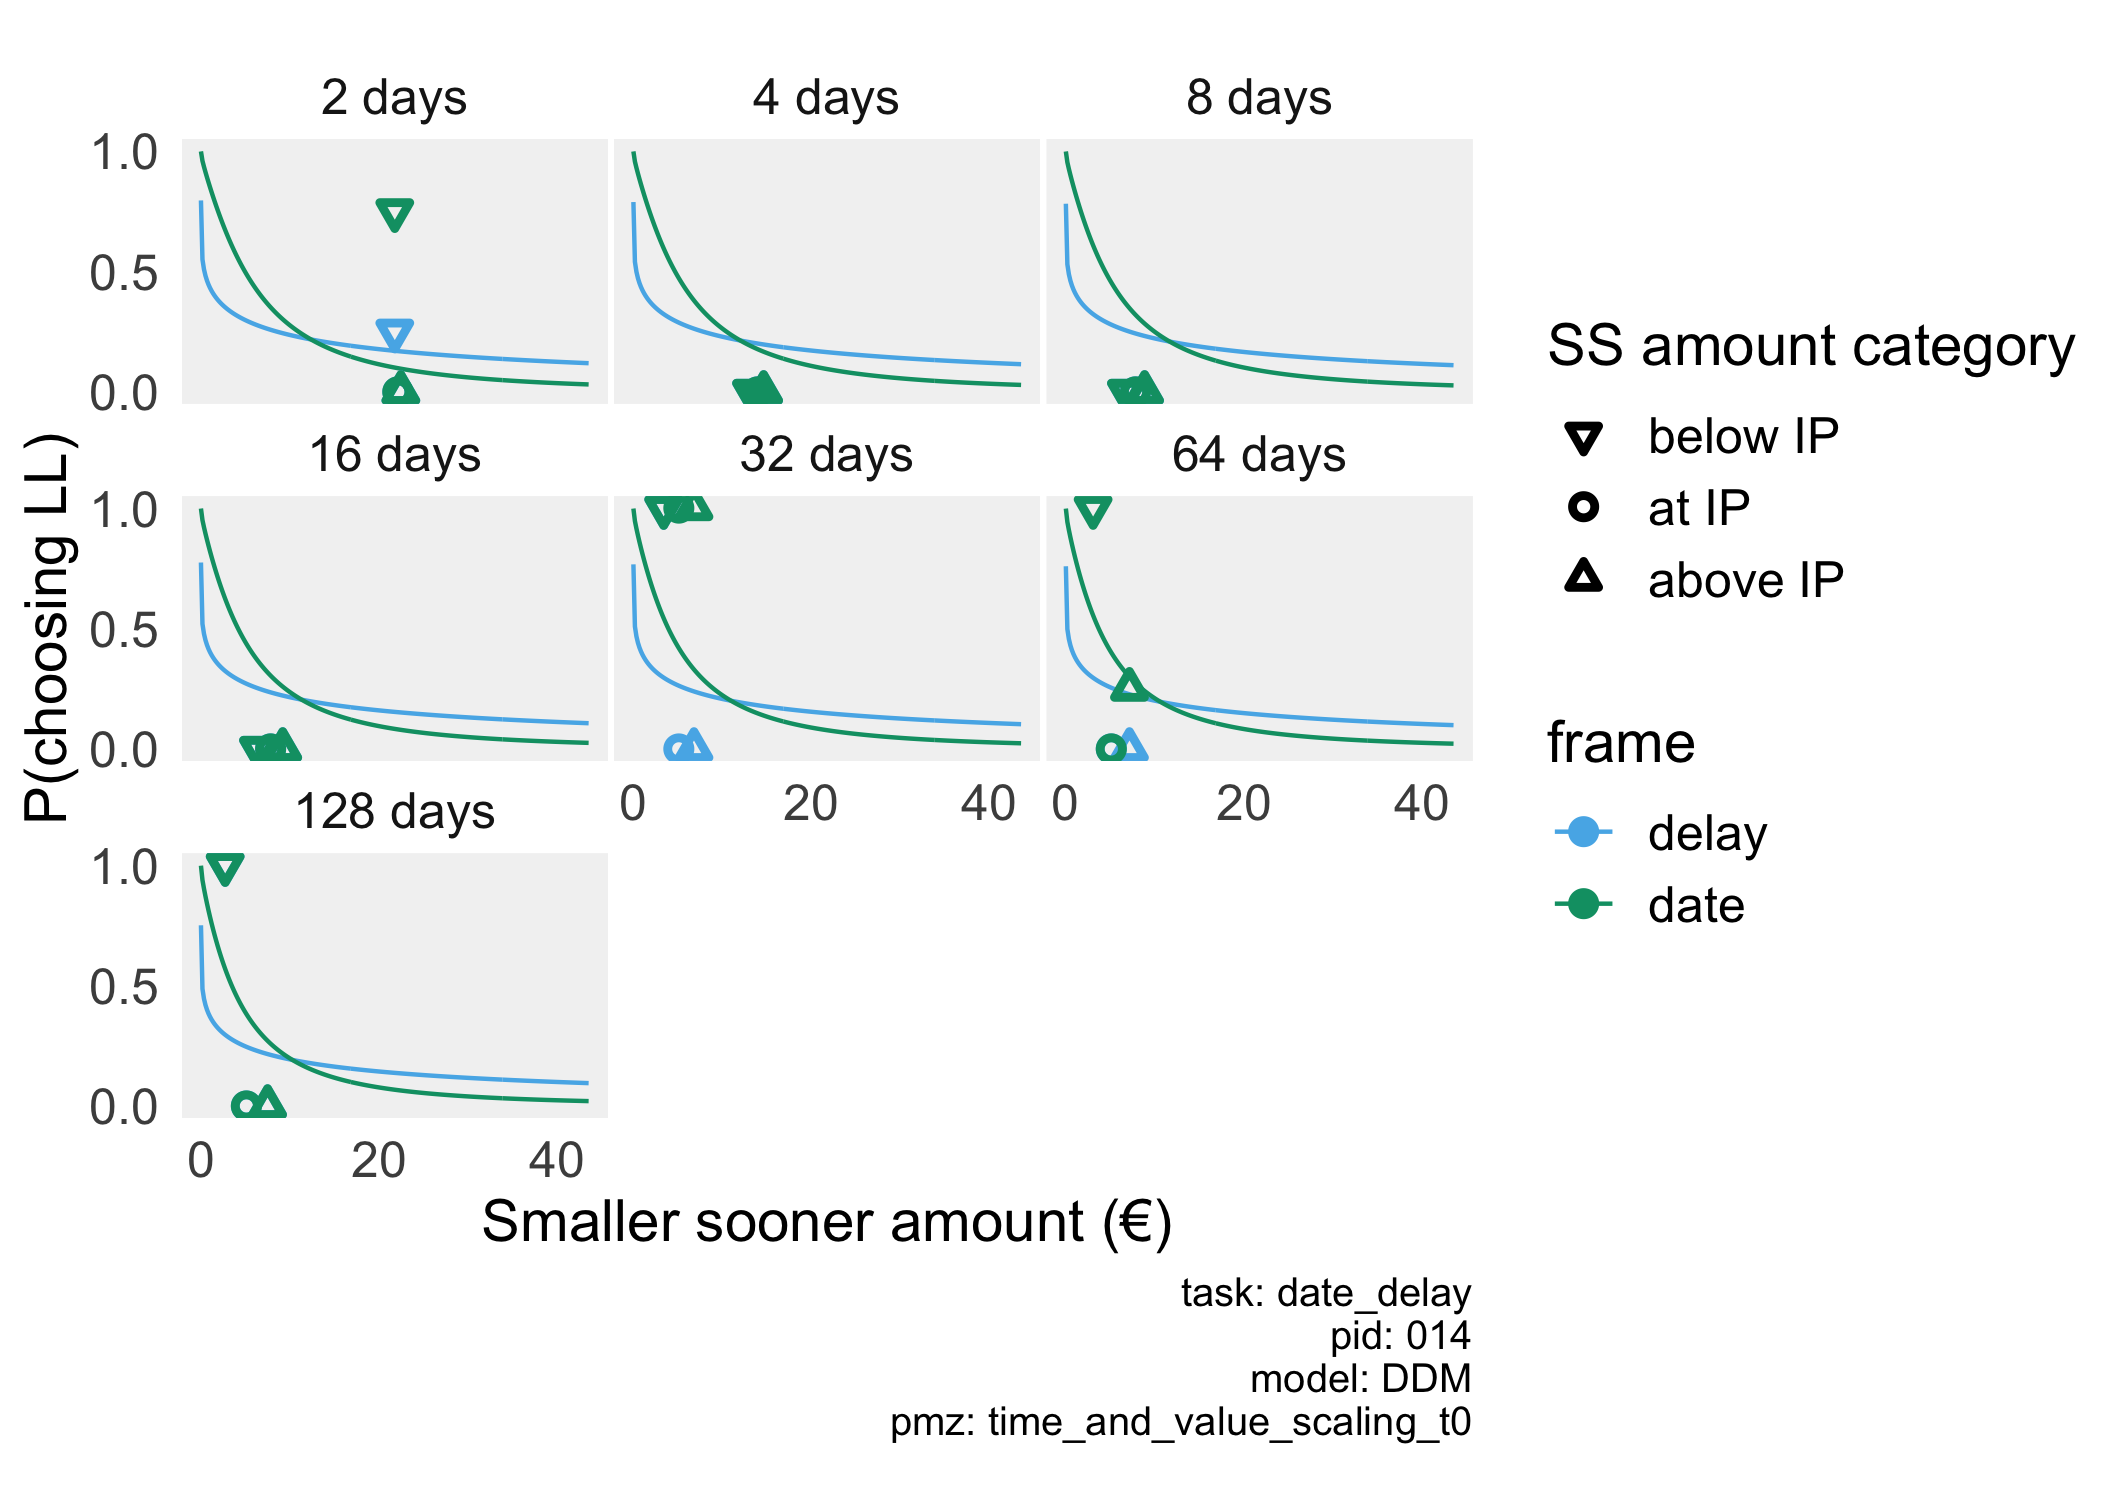 2 days
4 days
8 days
1.0
0.5
0.0
16 days
32 days
64 days
1.0
0.5
0.0
0 20 40
0 20 40
128 days
1.0
0.5
0.0
0 20 40
P(choosing LL)
Smaller sooner amount (€)
SS amount category
below IP
at IP
above IP
frame
delay
date
task: date_delay
pid: 014
model: DDM
pmz: time_and_value_scaling_t0